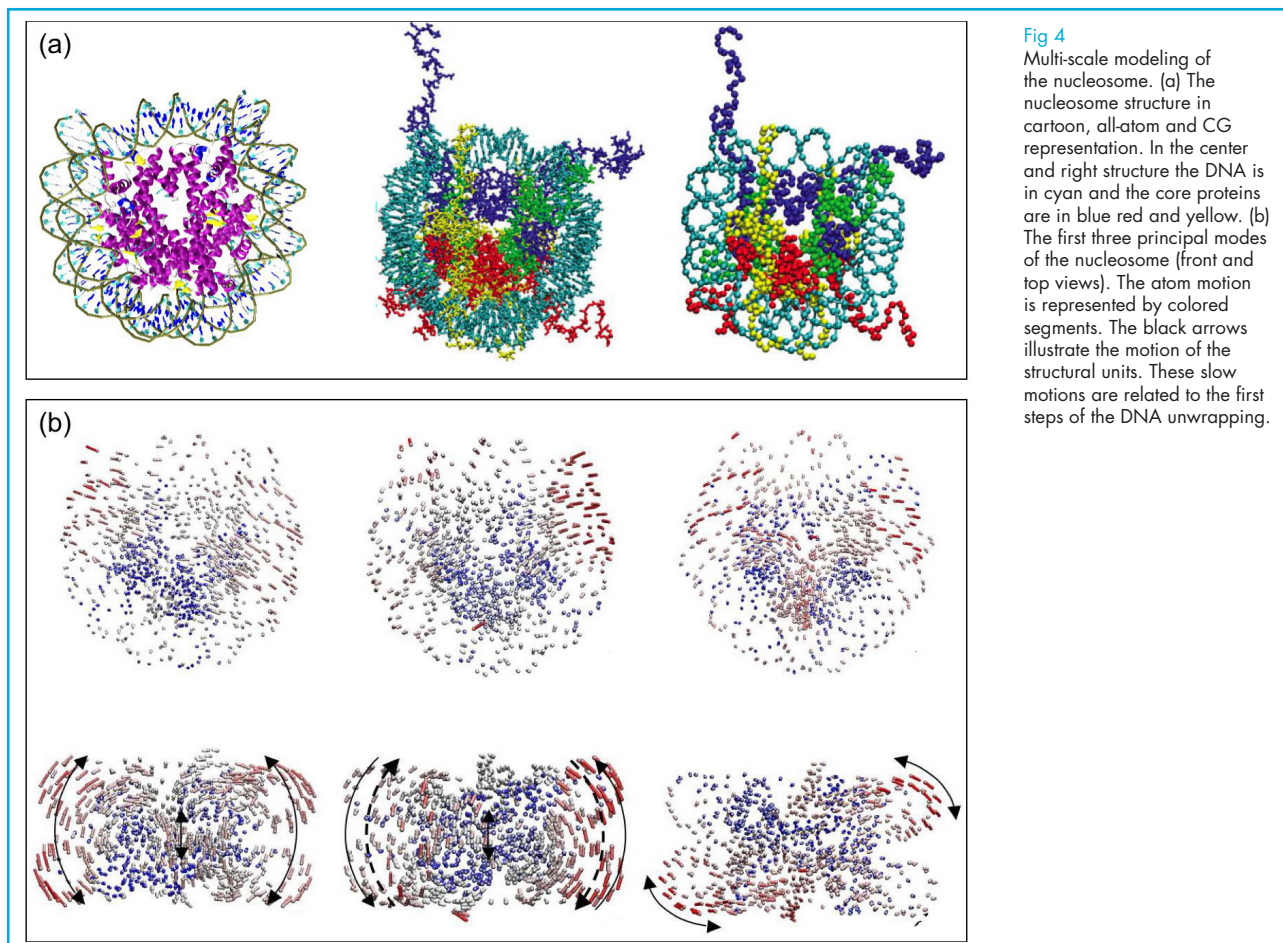 (a)
(b)
Fig 4
Multi-scale modeling of
the nucleosome. (a) The
nucleosome structure in
cartoon, all-atom and CG
representation. In the center
and right structure the DNA is
in cyan and the core proteins
are in blue red and yellow. (b)
The first three principal modes
of the nucleosome (front and
top views). The atom motion
is represented by colored
segments. The black arrows
illustrate the motion of the
structural units. These slow
motions are related to the first
steps of the DNA unwrapping.